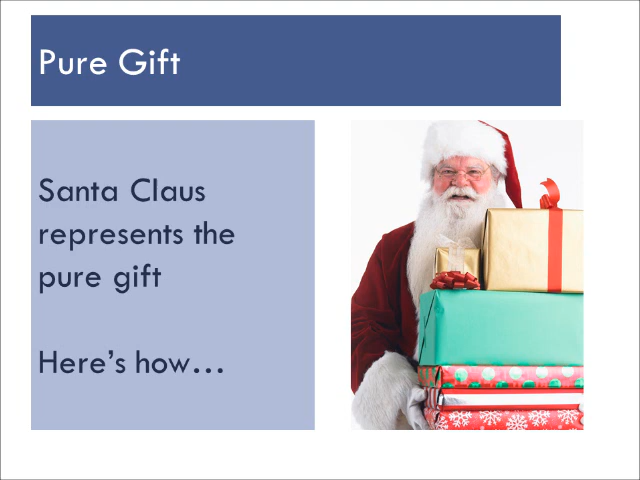 Pure Gift
Santa Claus
represents the
pure gift
Here's how…